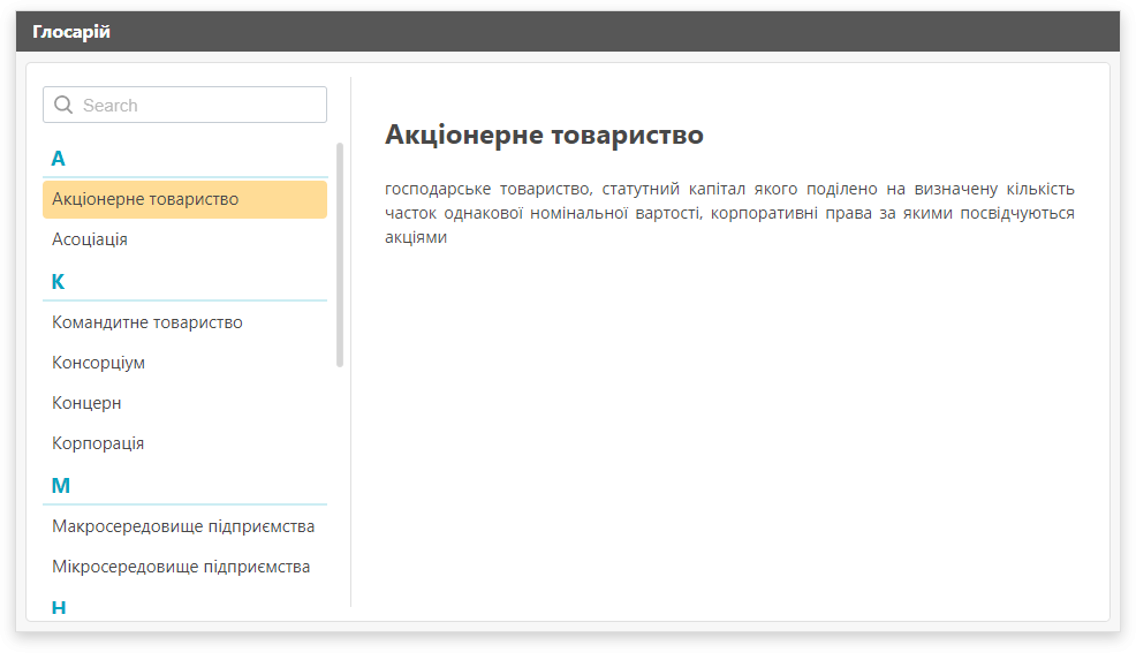 Глосарій
Search
А
Акціонерне товариство
Асоціація
К
Командитне товариство
Консорціум
Концерн
Корпорація
М
Макросередовище підприємства
Мікросередовище підприємства
Н
Акціонерне товариство
господарське товариство, статутний капітал якого поділено на визначену кількість
часток однакової номінальної вартості, корпоративні права за якими посвідчуються
акціями